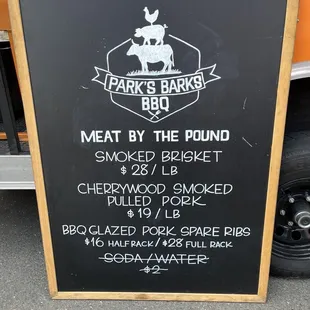 PARK'S BARKS
BBQ
MEAT BY THE POUND
SMOKED BRISKET
$28 / LB
CHERRYWOOD SMOKED
PULLED PORK
$19 / LB
BBQ GLAZED PORK SPARE RIBS
$16 HALF RACK / $28 FULL RACK
SODA / WATER
$2